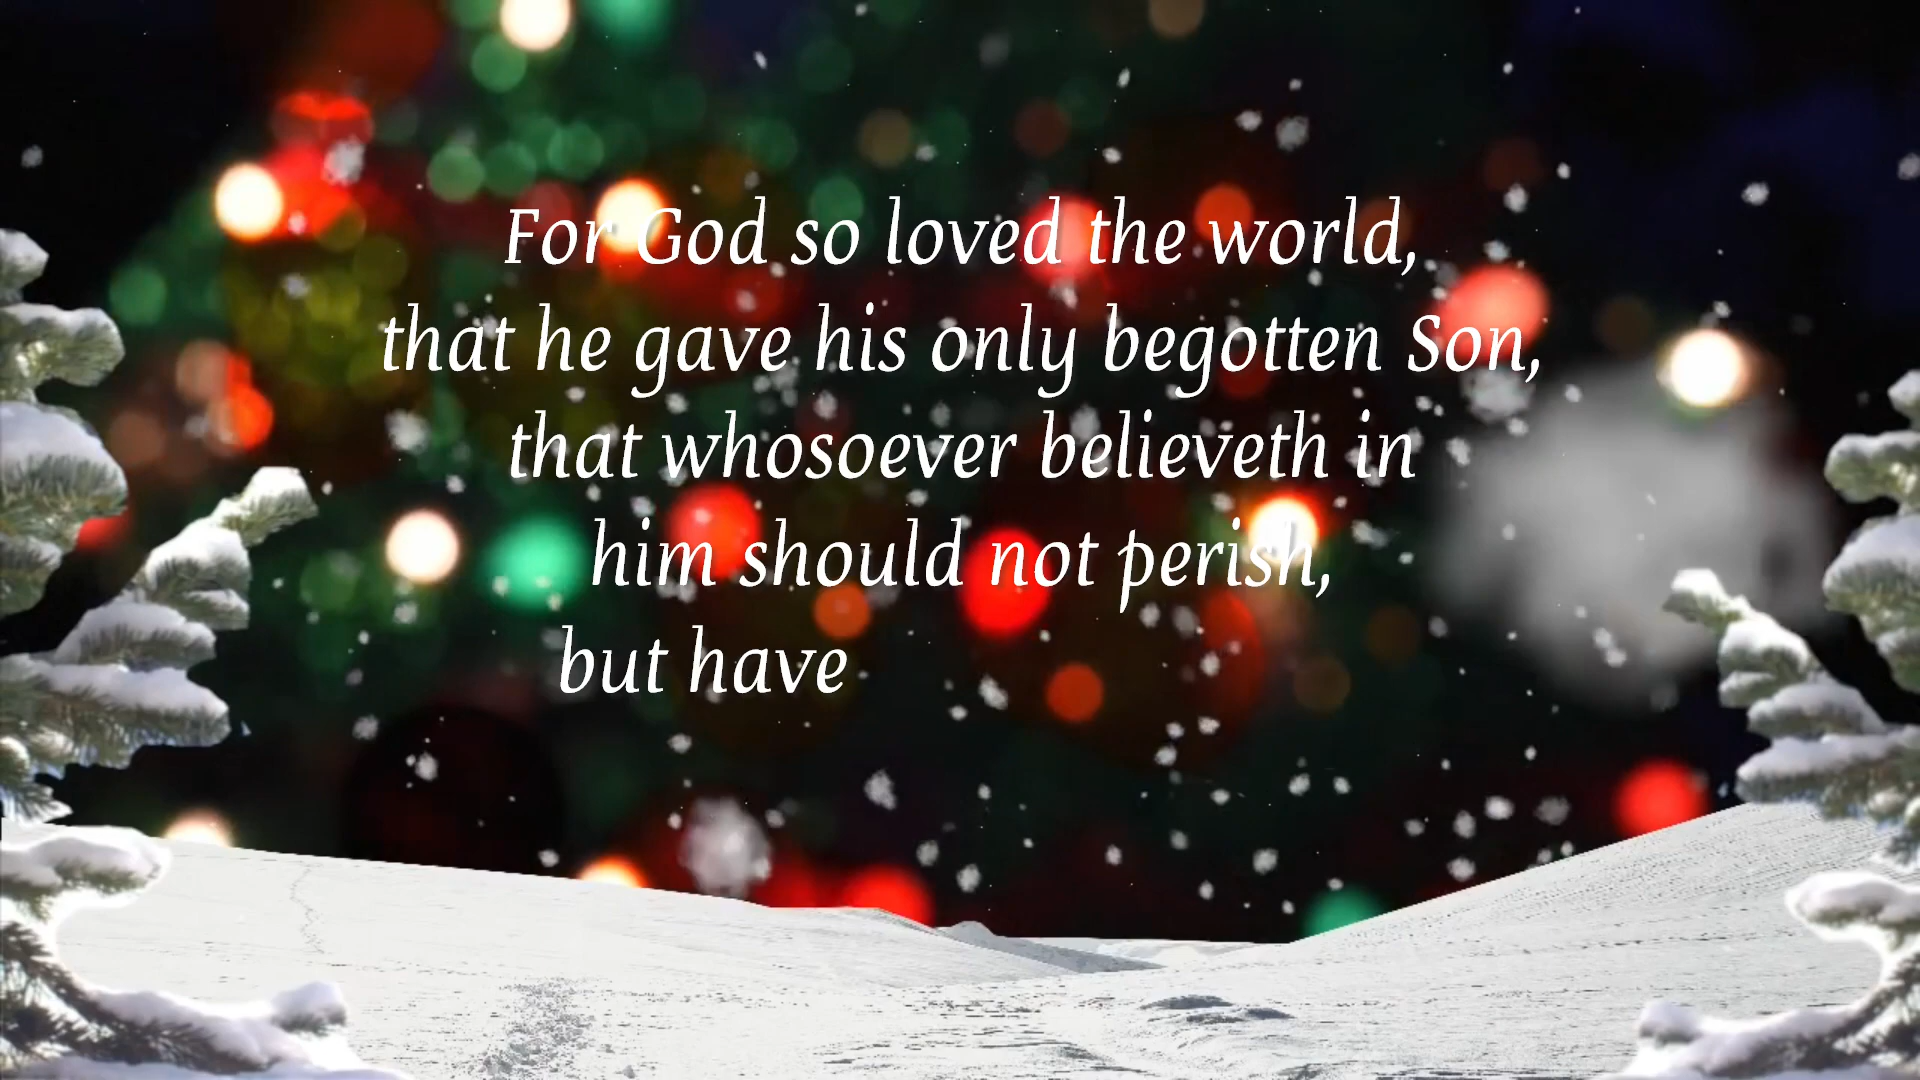 For God so loved the world,
that he gave his only begotten Son,
that whosoever believeth in
him should not perish,
but have